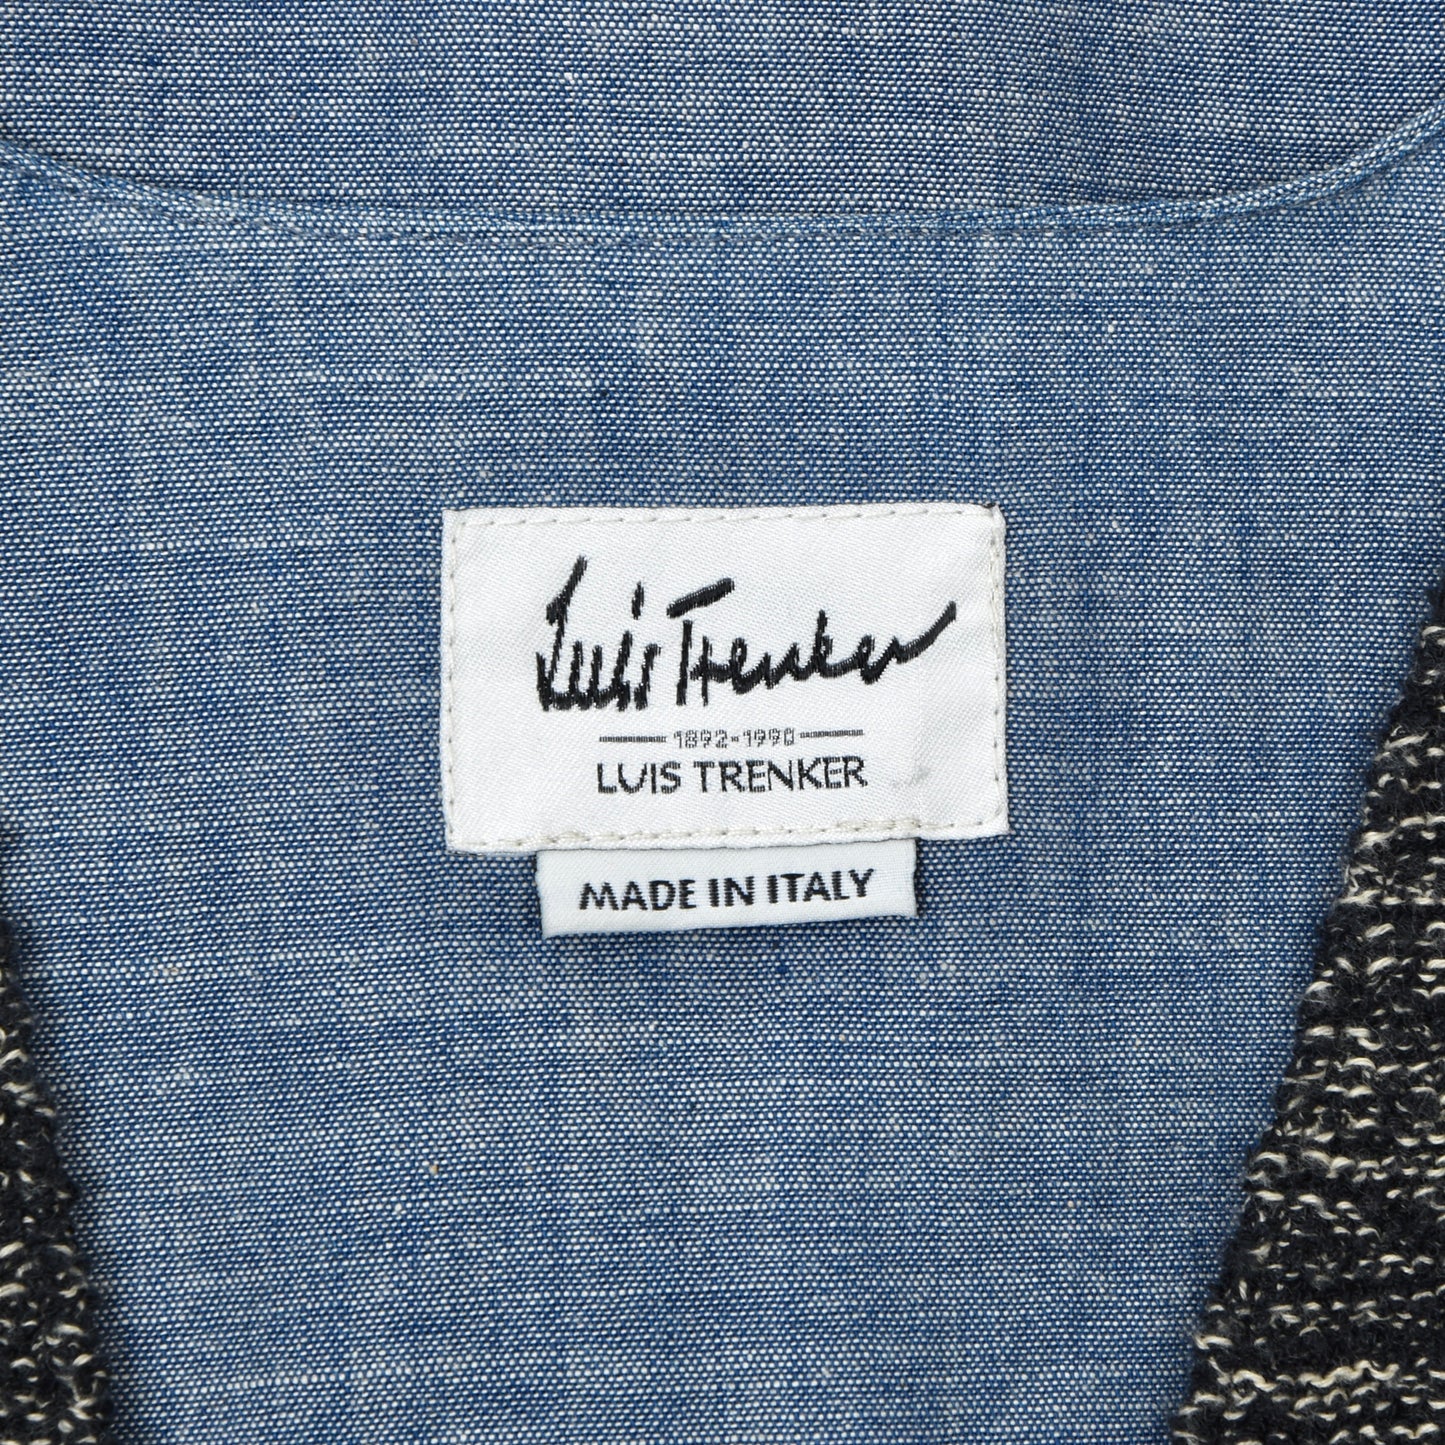 Luis Trenker
1892-1990
LUIS TRENKER
MADE IN ITALY